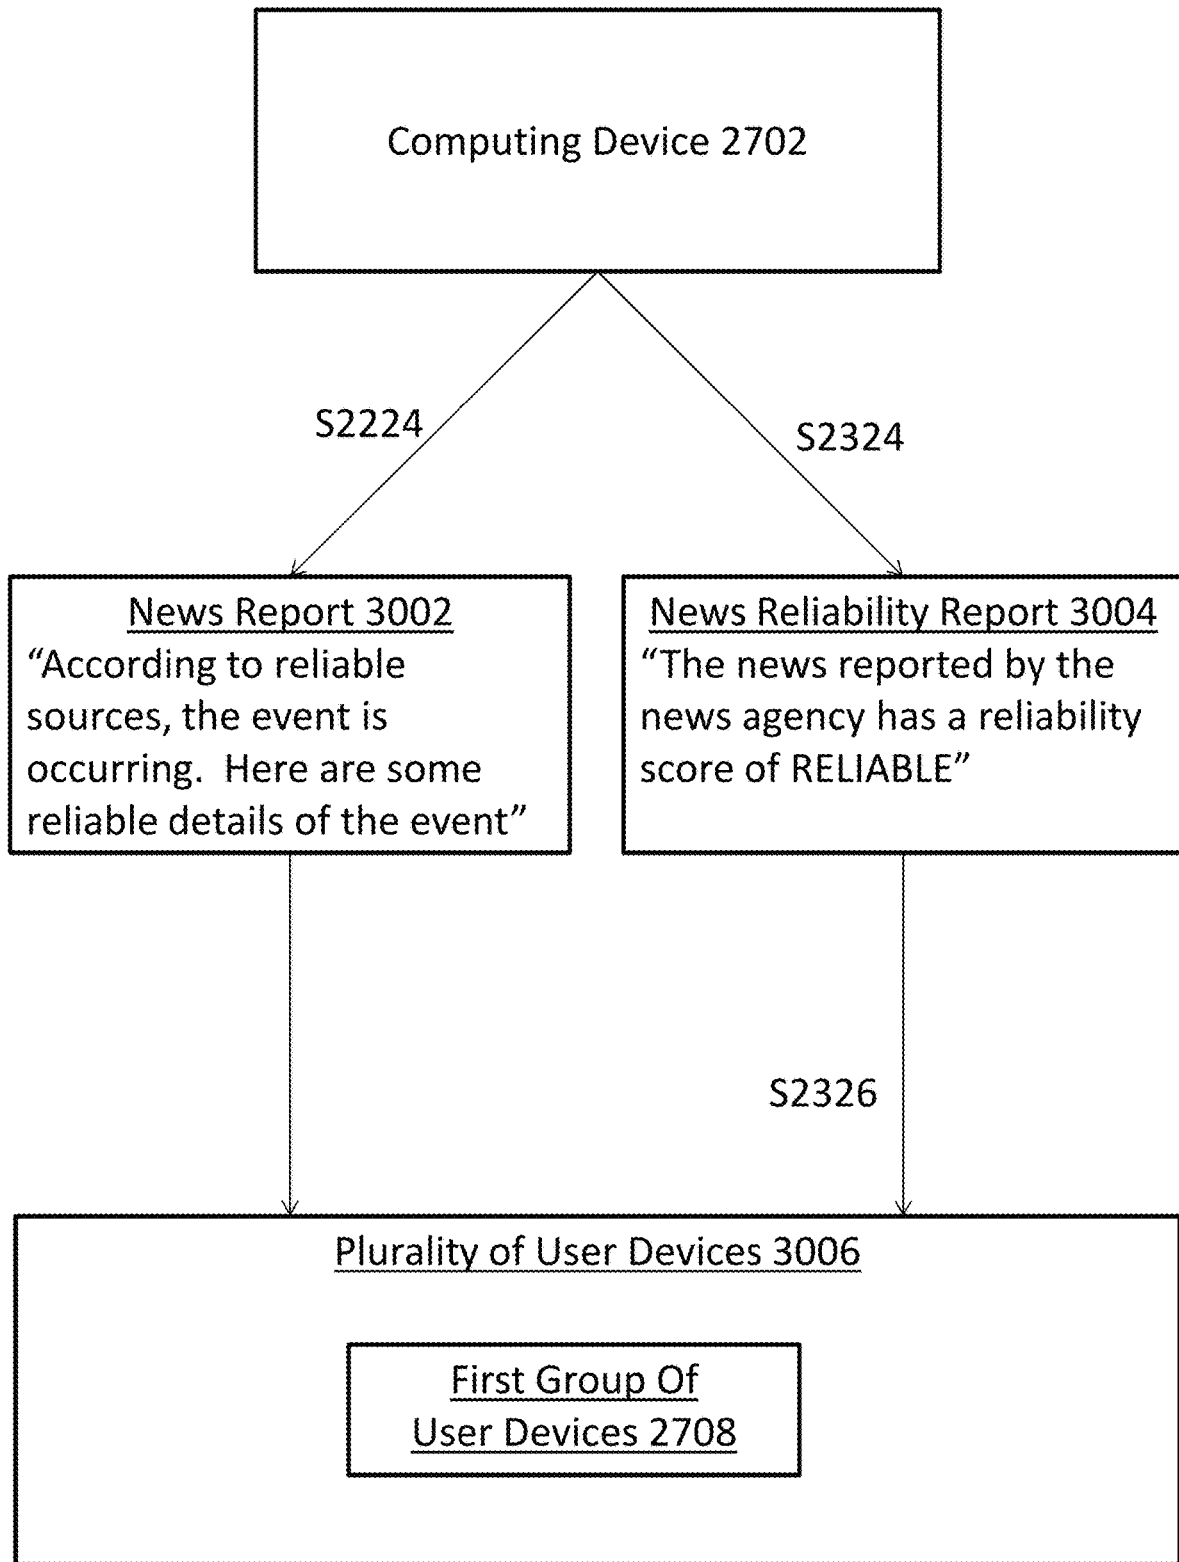 Computing Device 2702
S2224
S2324
News Report 3002
“According to reliable
sources, the event is
occurring.  Here are some
reliable details of the event”
News Reliability Report 3004
“The news reported by the
news agency has a reliability
score of RELIABLE”
S2326
Plurality of User Devices 3006
First Group Of
User Devices 2708